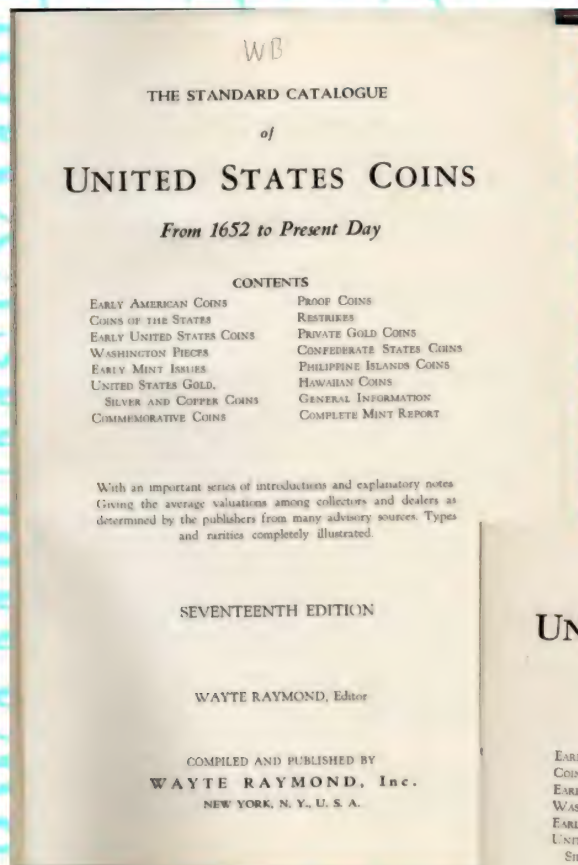 WB
THE STANDARD CATALOGUE
of
UNITED STATES COINS
From 1652 to Present Day
CONTENTS
EARLY AMERICAN COINS
COINS OF THE STATES
EARLY UNITED STATES COINS
WASHINGTON PIECES
EARLY MINT ISSUES
UNITED STATES GOLD,
SILVER AND COPPER COINS
COMMEMORATIVE COINS
PROOF COINS
RESTRIKES
PRIVATE GOLD COINS
CONFEDERATE STATES COINS
PHILIPPINE ISLANDS COINS
HAWAIIAN COINS
GENERAL INFORMATION
COMPLETE MINT REPORT
With an important series of introductions and explanatory notes
Giving the average valuations among collectors and dealers as
determined by the publishers from many advisory sources. Types
and rarities completely illustrated.
SEVENTEENTH EDITION
WAYTE RAYMOND, Editor
COMPILED AND PUBLISHED BY
WAYTE RAYMOND, Inc.
NEW YORK, N. Y., U. S. A.